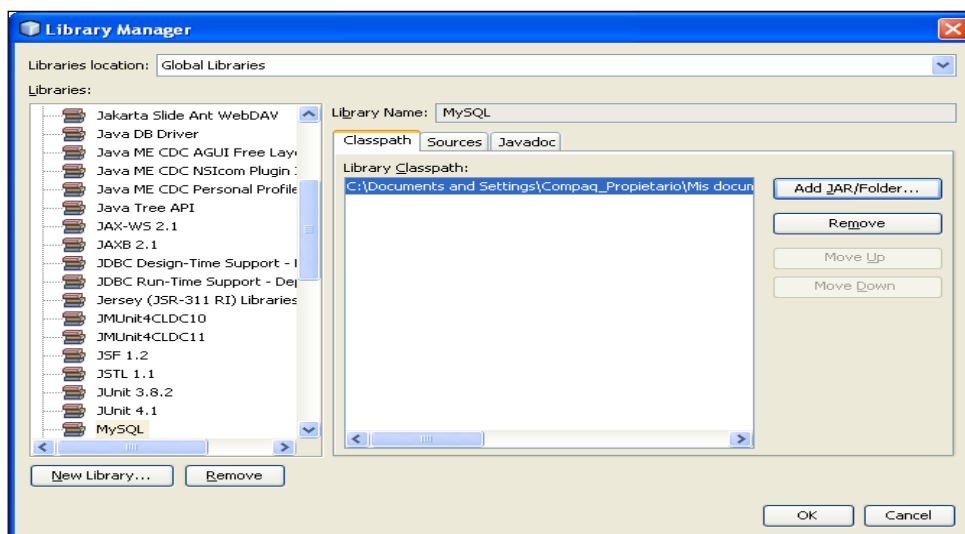 Library Manager
Libraries location: Global Libraries
Libraries:
Jakarta Slide Ant WebDAV
Java DB Driver
Java ME CDC AGUI Free Lay
Java ME CDC NSIcom Plugin
Java ME CDC Personal Profile
Java Tree API
JAX-WS 2.1
JAXB 2.1
JDBC Design-Time Support -
JDBC Run-Time Support - De
Jersey (JSR-311 RI) Libraries
JMUnit4CLDC10
JMUnit4CLDC11
JSF 1.2
JSTL 1.1
JUnit 3.8.2
JUnit 4.1
MySQL
New Library... Remove
Library Name: MySQL
Classpath Sources Javadoc
Library Classpath:
C:\Documents and Settings\Compaq_Propietario\Mis docum
Add JAR/Folder...
Remove
Move Up
Move Down
OK Cancel